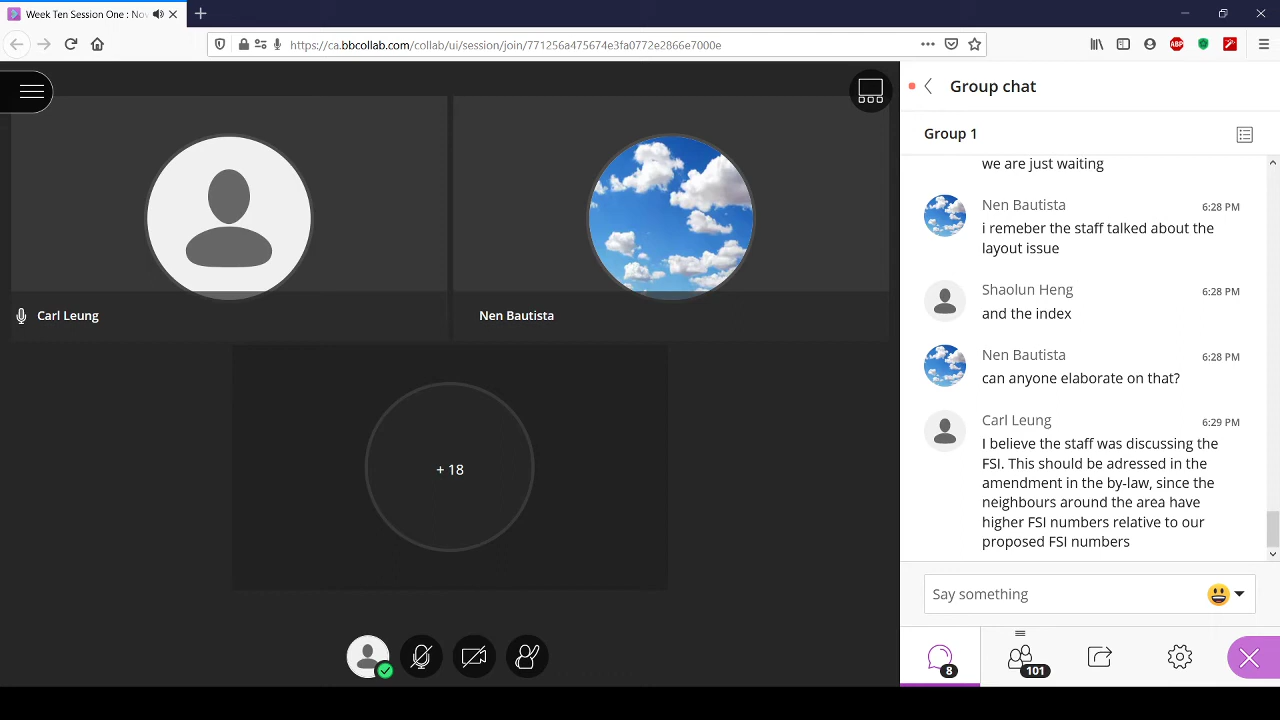 Week Ten Session One : Nov
https://ca.bbcollab.com/collab/ui/session/join/771256a475674e3fa0772e2866e7000e
ABP
Carl Leung
Nen Bautista
+ 18
Group chat
Group 1
we are just waiting
Nen Bautista
6:28 PM
i remeber the staff talked about the
layout issue
Shaolun Heng
6:28 PM
and the index
Nen Bautista
6:28 PM
can anyone elaborate on that?
Carl Leung
6:29 PM
I believe the staff was discussing the
FSI. This should be adressed in the
amendment in the by-law, since the
neighbours around the area have
higher FSI numbers relative to our
proposed FSI numbers
Say something
8
101